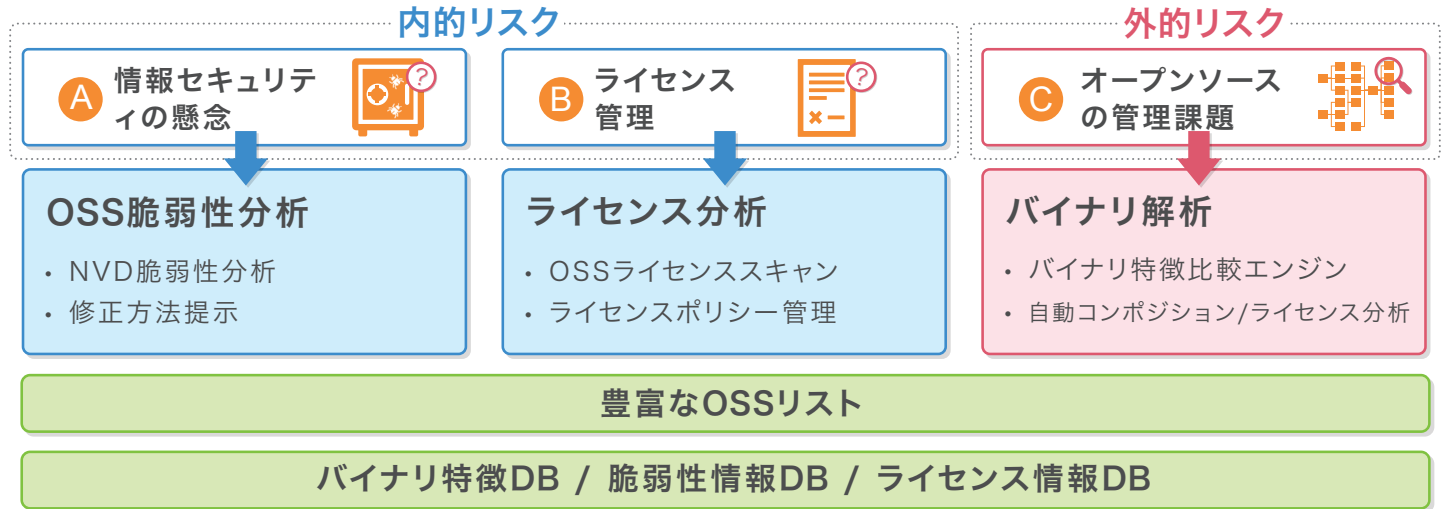 内的リスク
外的リスク
A
情報セキュリテ
ィの懸念
?
B
ライセンス
管理
?
C
オープンソース
の管理課題
OSS脆弱性分析
• NVD脆弱性分析
• 修正方法提示
ライセンス分析
• OSSライセンススキャン
• ライセンスポリシー管理
バイナリ解析
• バイナリ特徴比較エンジン
• 自動コンポジション/ライセンス分析
豊富なOSSリスト
バイナリ特徴DB / 脆弱性情報DB / ライセンス情報DB